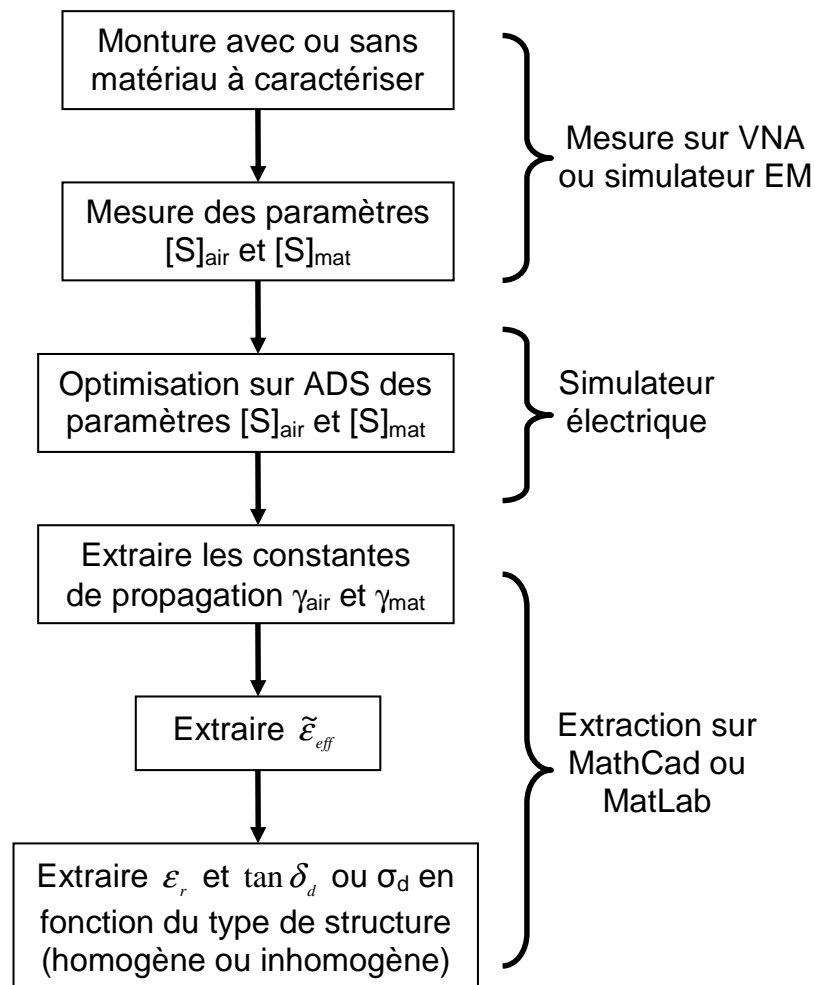 Monture avec ou sans
matériau à caractériser
Mesure sur VNA
ou simulateur EM
Mesure des paramètres
[S]air et [S]mat
Optimisation sur ADS des
paramètres [S]air et [S]mat
Simulateur
électrique
Extraire les constantes
de propagation γair et γmat
Extraire ε̃eff
Extraction sur
MathCad ou
MatLab
Extraire εr et tan δd ou σd en
fonction du type de structure
(homogène ou inhomogène)